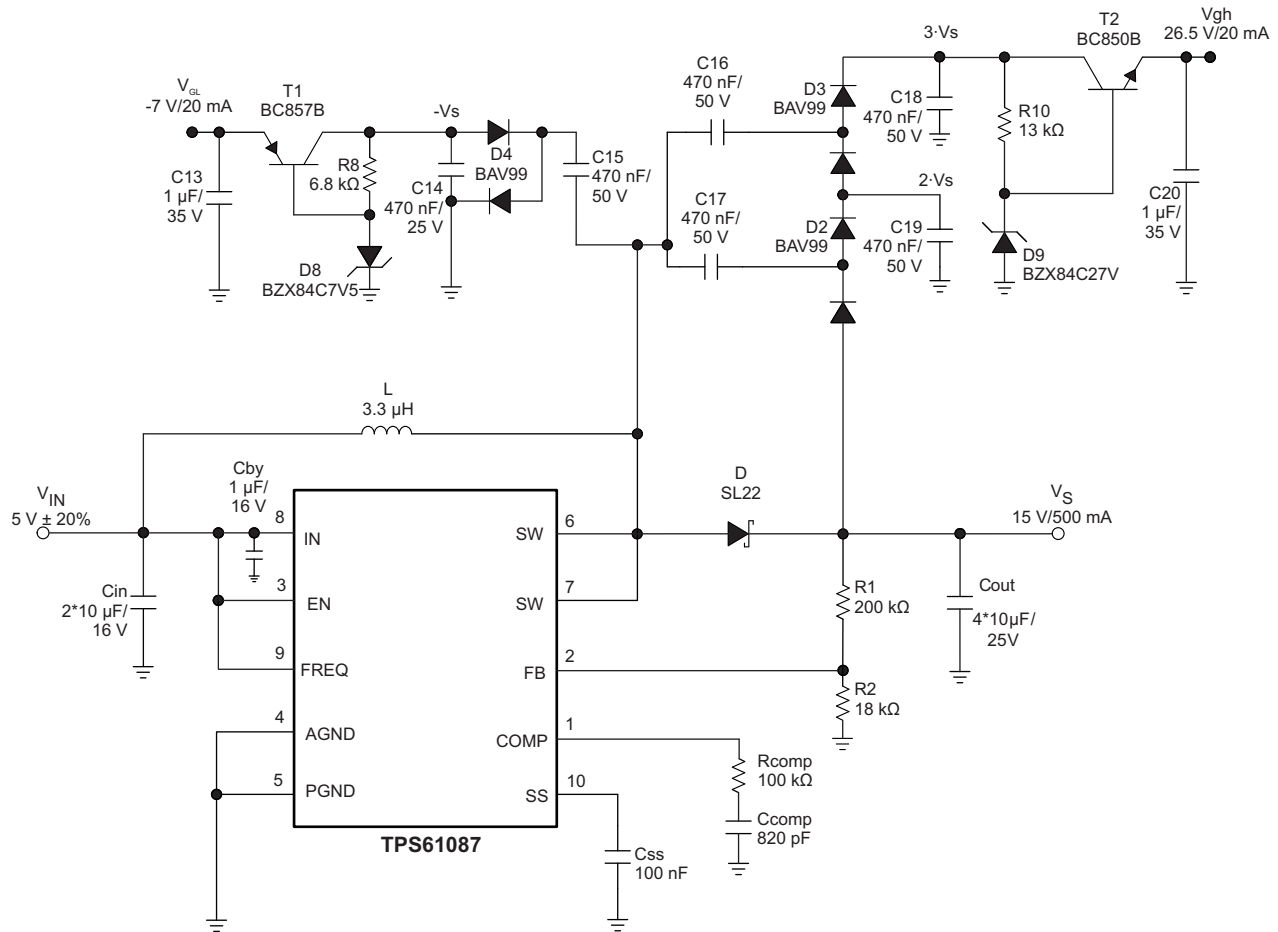 T2
BC850B
Vgh
26.5 V/20 mA
3·Vs
C16
470 nF/
50 V
D3
BAV99
C18
470 nF/
50 V
R10
13 kΩ
C20
1 µF/
35 V
VGL
-7 V/20 mA
T1
BC857B
-Vs
C13
1 µF/
35 V
R8
6.8 kΩ
C14
470 nF/
25 V
D4
BAV99
C15
470 nF/
50 V
D8
BZX84C7V5
C17
470 nF/
50 V
2·Vs
D2
BAV99
C19
470 nF/
50 V
D9
BZX84C27V
L
3.3 µH
VIN
5 V ± 20%
Cby
1 µF/
16 V
D
SL22
VS
15 V/500 mA
Cin
2*10 µF/
16 V
8
IN
3
EN
9
FREQ
4
AGND
5
PGND
SW
6
SW
7
FB
2
COMP
1
SS
10
TPS61087
R1
200 kΩ
R2
18 kΩ
Cout
4*10µF/
25V
Rcomp
100 kΩ
Ccomp
820 pF
Css
100 nF